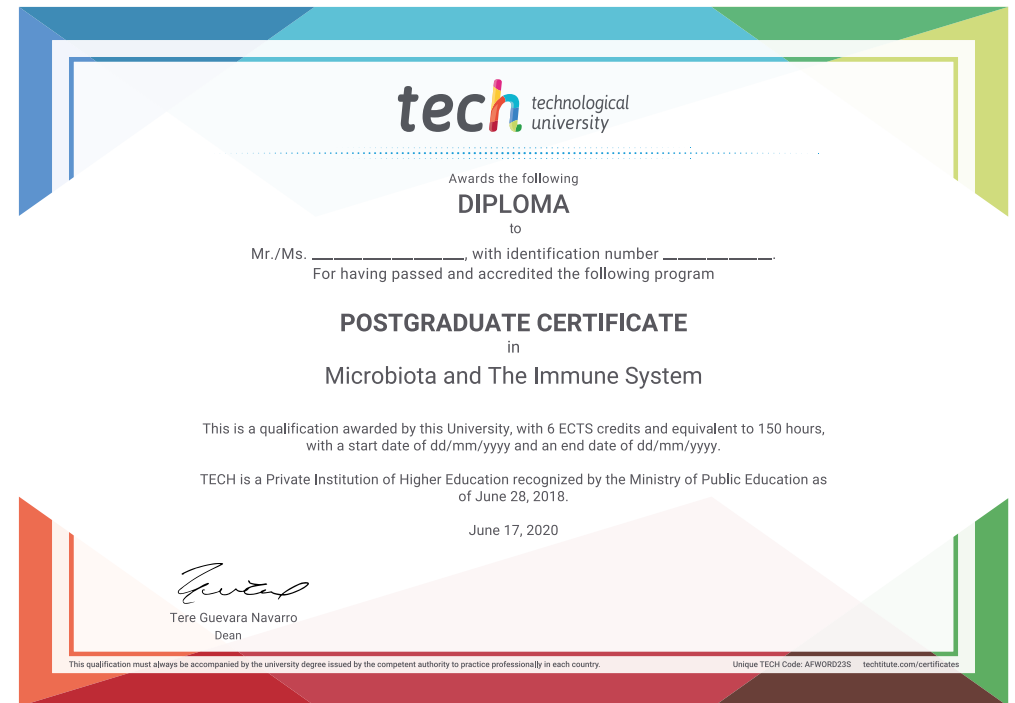 tech technological
university
Awards the following
DIPLOMA
to
Mr./Ms. ___________________, with identification number ______________.
For having passed and accredited the following program
POSTGRADUATE CERTIFICATE
in
Microbiota and The Immune System
This is a qualification awarded by this University, with 6 ECTS credits and equivalent to 150 hours,
with a start date of dd/mm/yyyy and an end date of dd/mm/yyyy.
TECH is a Private Institution of Higher Education recognized by the Ministry of Public Education as
of June 28, 2018.
June 17, 2020
Tere Guevara Navarro
Dean
This qualification must always be accompanied by the university degree issued by the competent authority to practice professionally in each country. Unique TECH Code: AFWORD23S techtitute.com/certificates